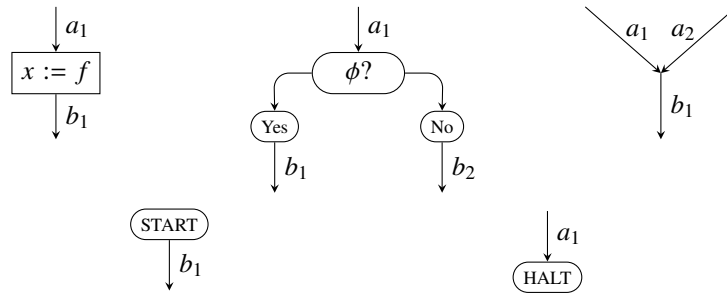 a₁
x := f
b₁
a₁
ϕ?
Yes
No
b₁
b₂
a₁
a₂
b₁
START
b₁
a₁
HALT